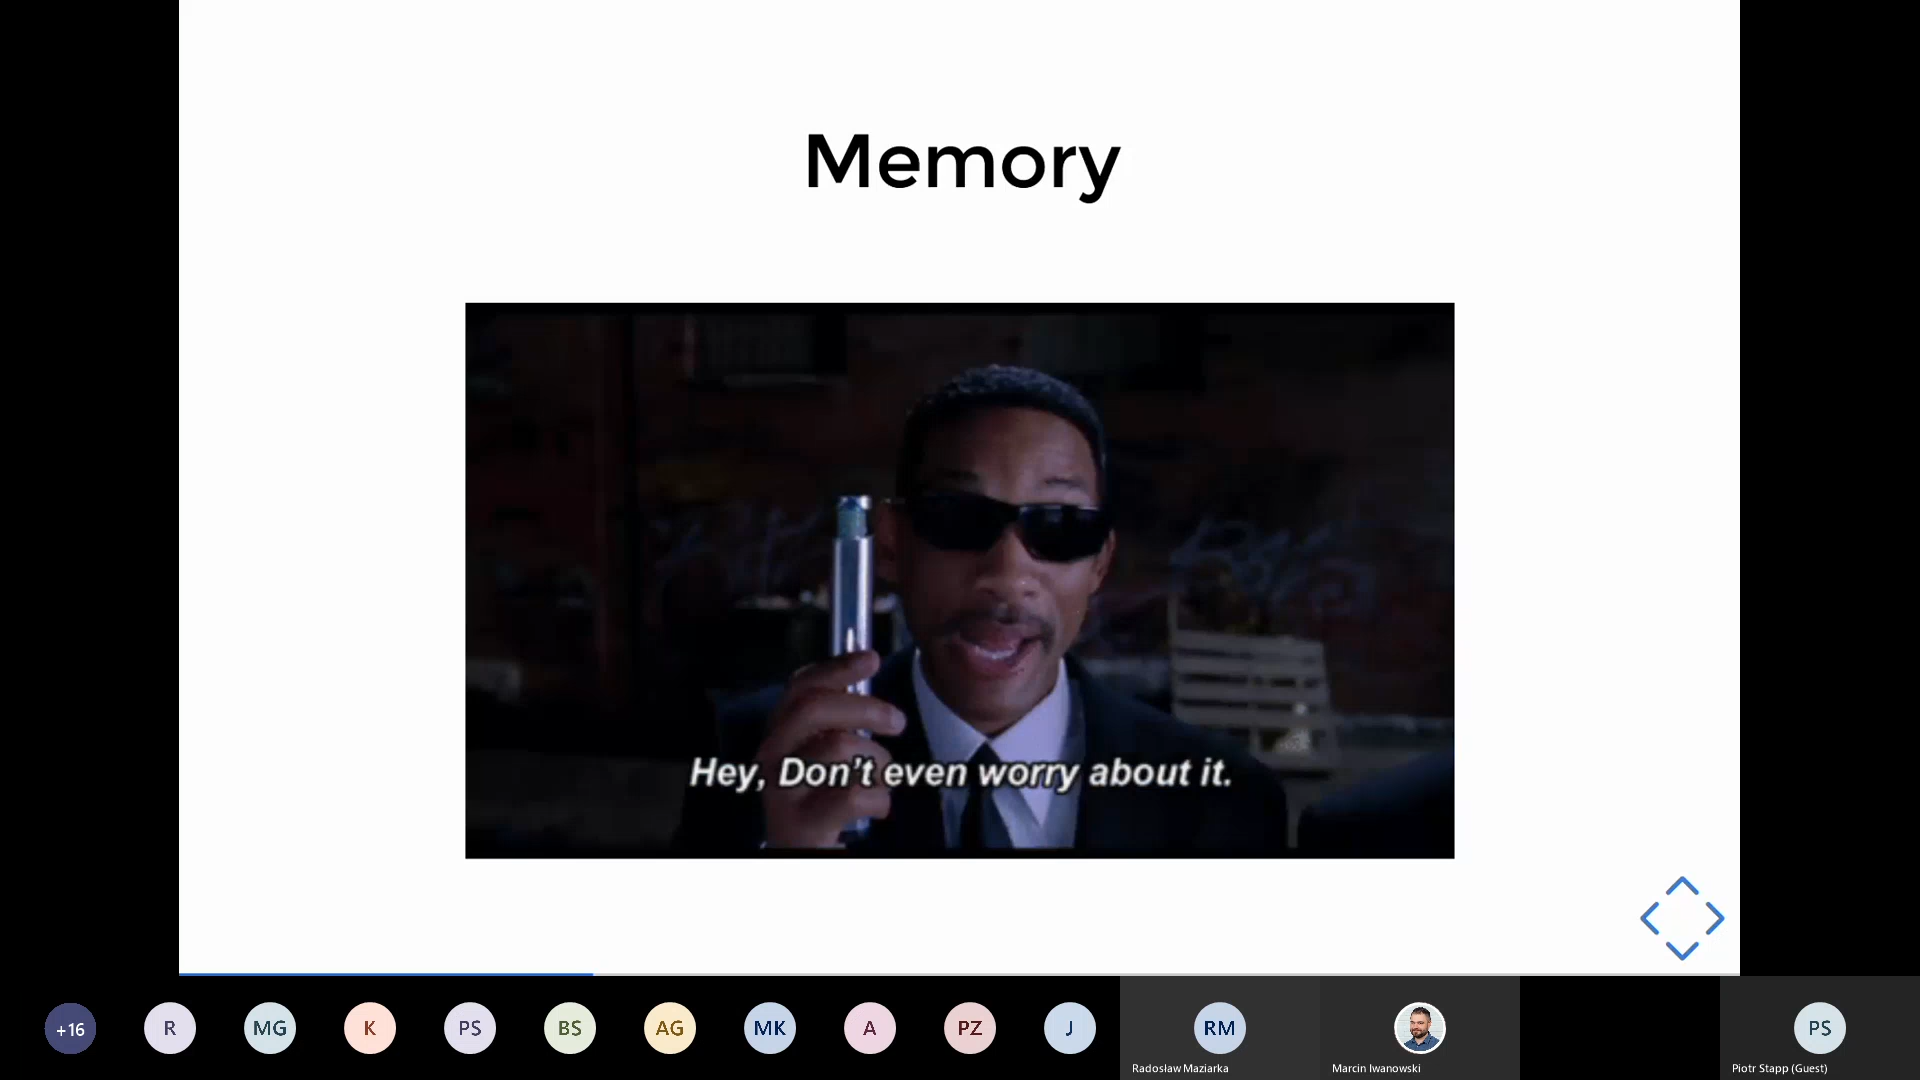 Memory
Hey, Don't even worry about it.
+16
R
MG
K
PS
BS
AG
MK
A
PZ
J
RM
PS
Radosław Maziarka
Marcin Iwanowski
Piotr Stapp (Guest)